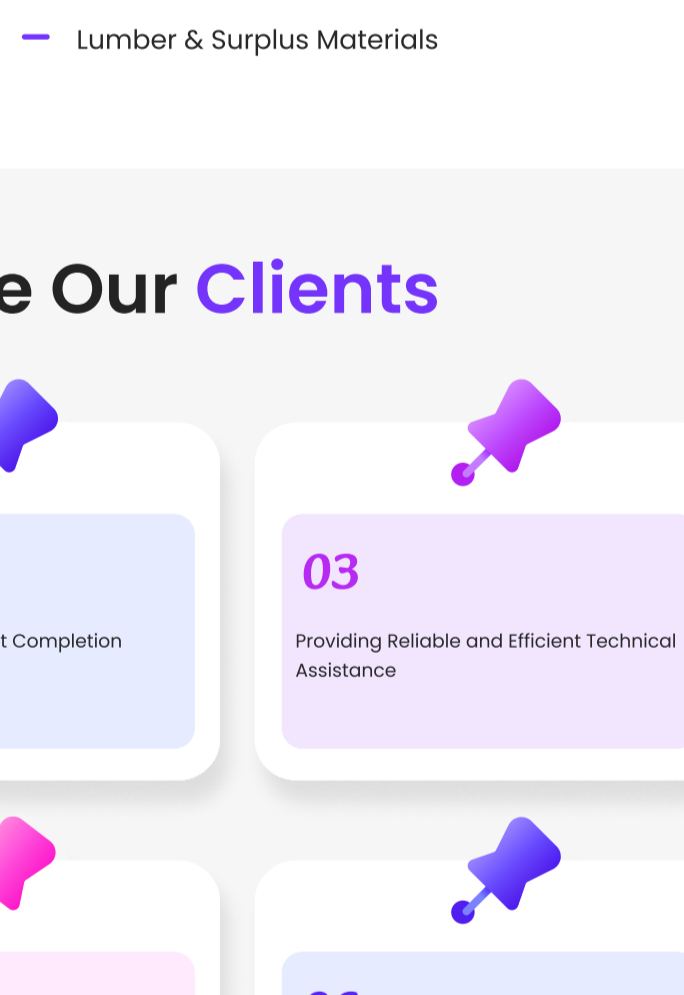 Lumber & Surplus Materials
e Our Clients
03
t Completion
Providing Reliable and Efficient Technical
Assistance